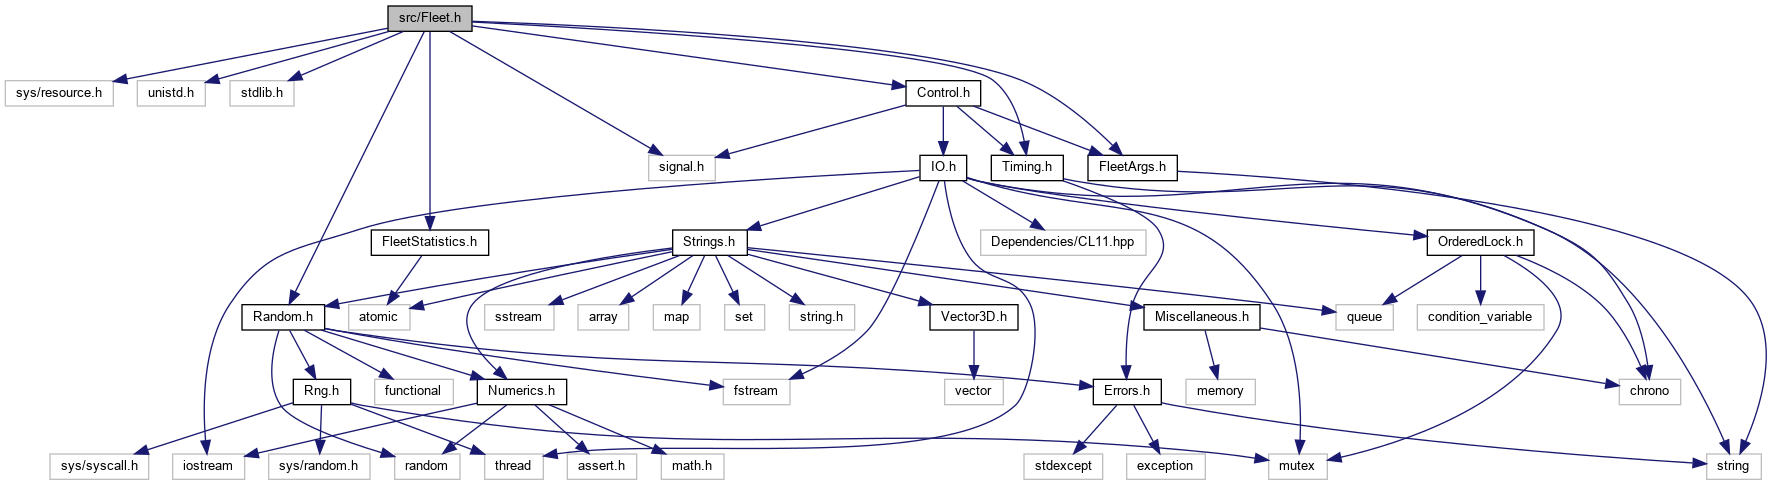 src/Fleet.h
sys/resource.h
unistd.h
stdlib.h
Control.h
signal.h
IO.h
Timing.h
FleetArgs.h
FleetStatistics.h
Strings.h
Dependencies/CL11.hpp
OrderedLock.h
Random.h
atomic
sstream
array
map
set
string.h
Vector3D.h
Miscellaneous.h
queue
condition_variable
Rng.h
functional
Numerics.h
fstream
vector
Errors.h
memory
chrono
sys/syscall.h
iostream
sys/random.h
random
thread
assert.h
math.h
stdexcept
exception
mutex
string